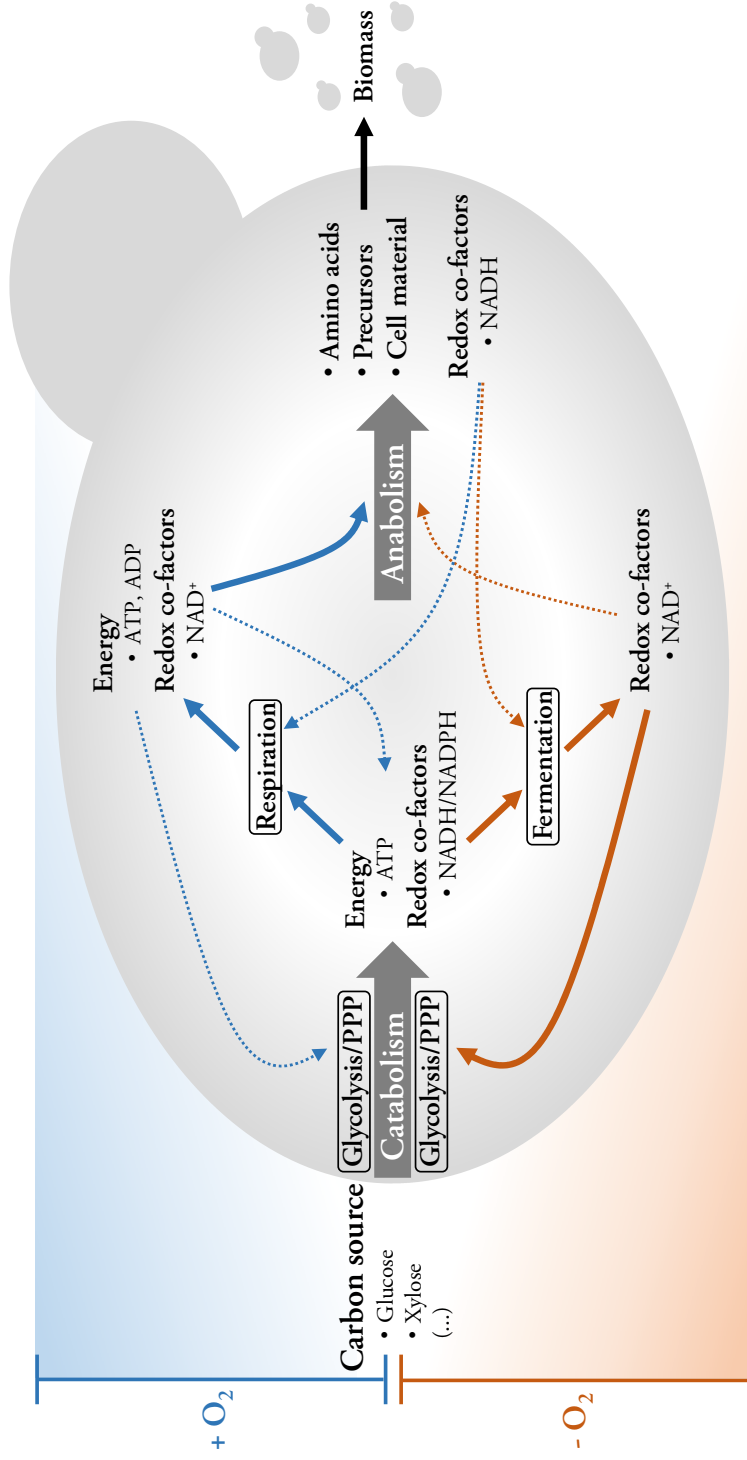 + O₂
- O₂
Carbon source
• Glucose
• Xylose
(...)
Glycolysis/PPP
Catabolism
Glycolysis/PPP
Energy
• ATP
Redox co-factors
• NADH/NADPH
Respiration
Fermentation
Energy
• ATP, ADP
Redox co-factors
• NAD⁺
Redox co-factors
• NAD⁺
Anabolism
• Amino acids
• Precursors
• Cell material
Redox co-factors
• NADH
Biomass